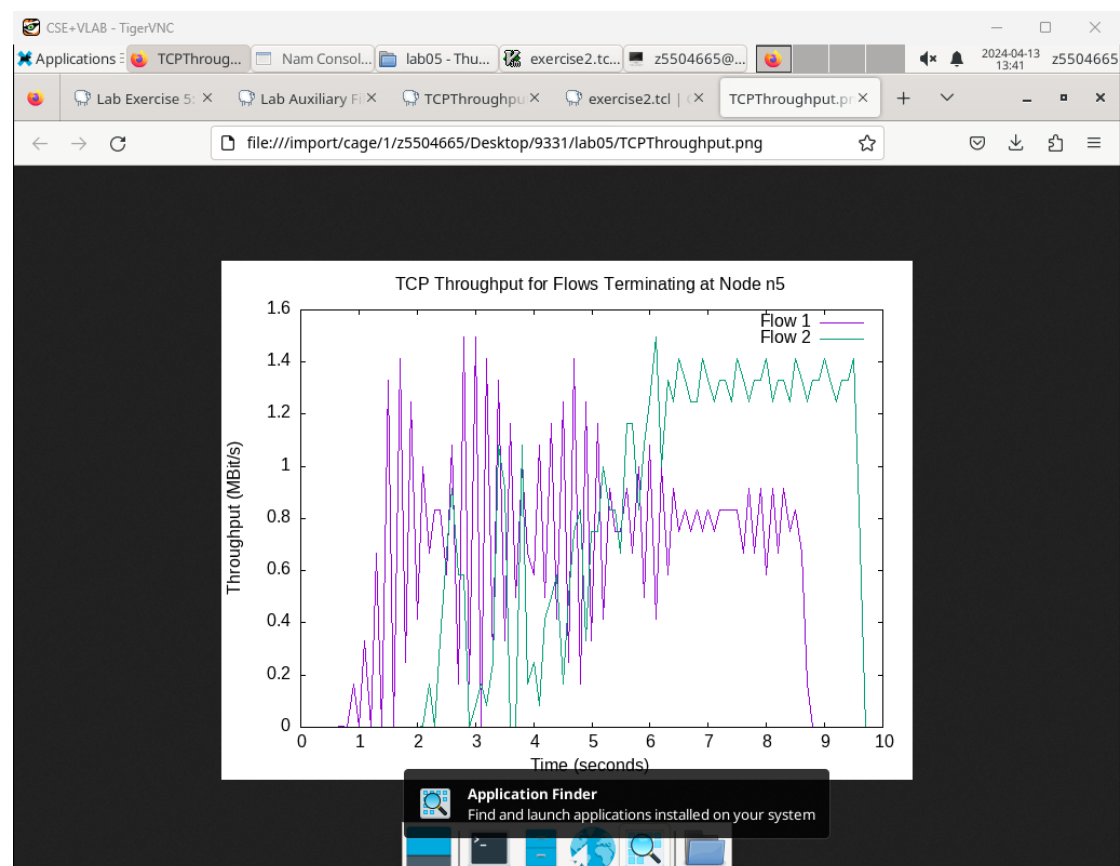 CSE+VLAB - TigerVNC
Applications
TCPThroug...
Nam Consol...
lab05 - Thu...
exercise2.tc...
z5504665@...
2024-04-13
13:41
z5504665
Lab Exercise 5:
Lab Auxiliary Fi
TCPThroughpu
exercise2.tcl | (
TCPThroughput.pr
file:///import/cage/1/z5504665/Desktop/9331/lab05/TCPThroughput.png
TCP Throughput for Flows Terminating at Node n5
Flow 1
Flow 2
Throughput (MBit/s)
1.6
1.4
1.2
1
0.8
0.6
0.4
0.2
0
0 1 2 3 4 5 6 7 8 9 10
Time (seconds)
Application Finder
Find and launch applications installed on your system